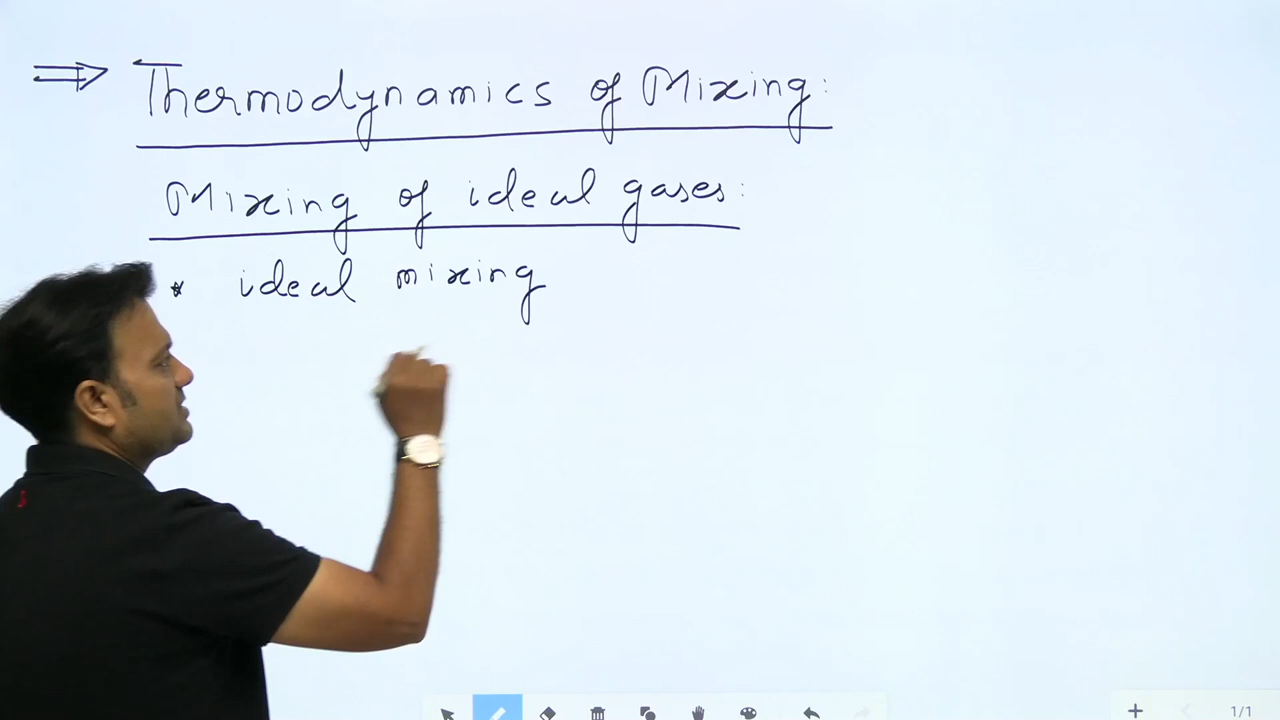 ⇒ Thermodynamics of Mixing:
Mixing of ideal gases:
* ideal mixing
1/1